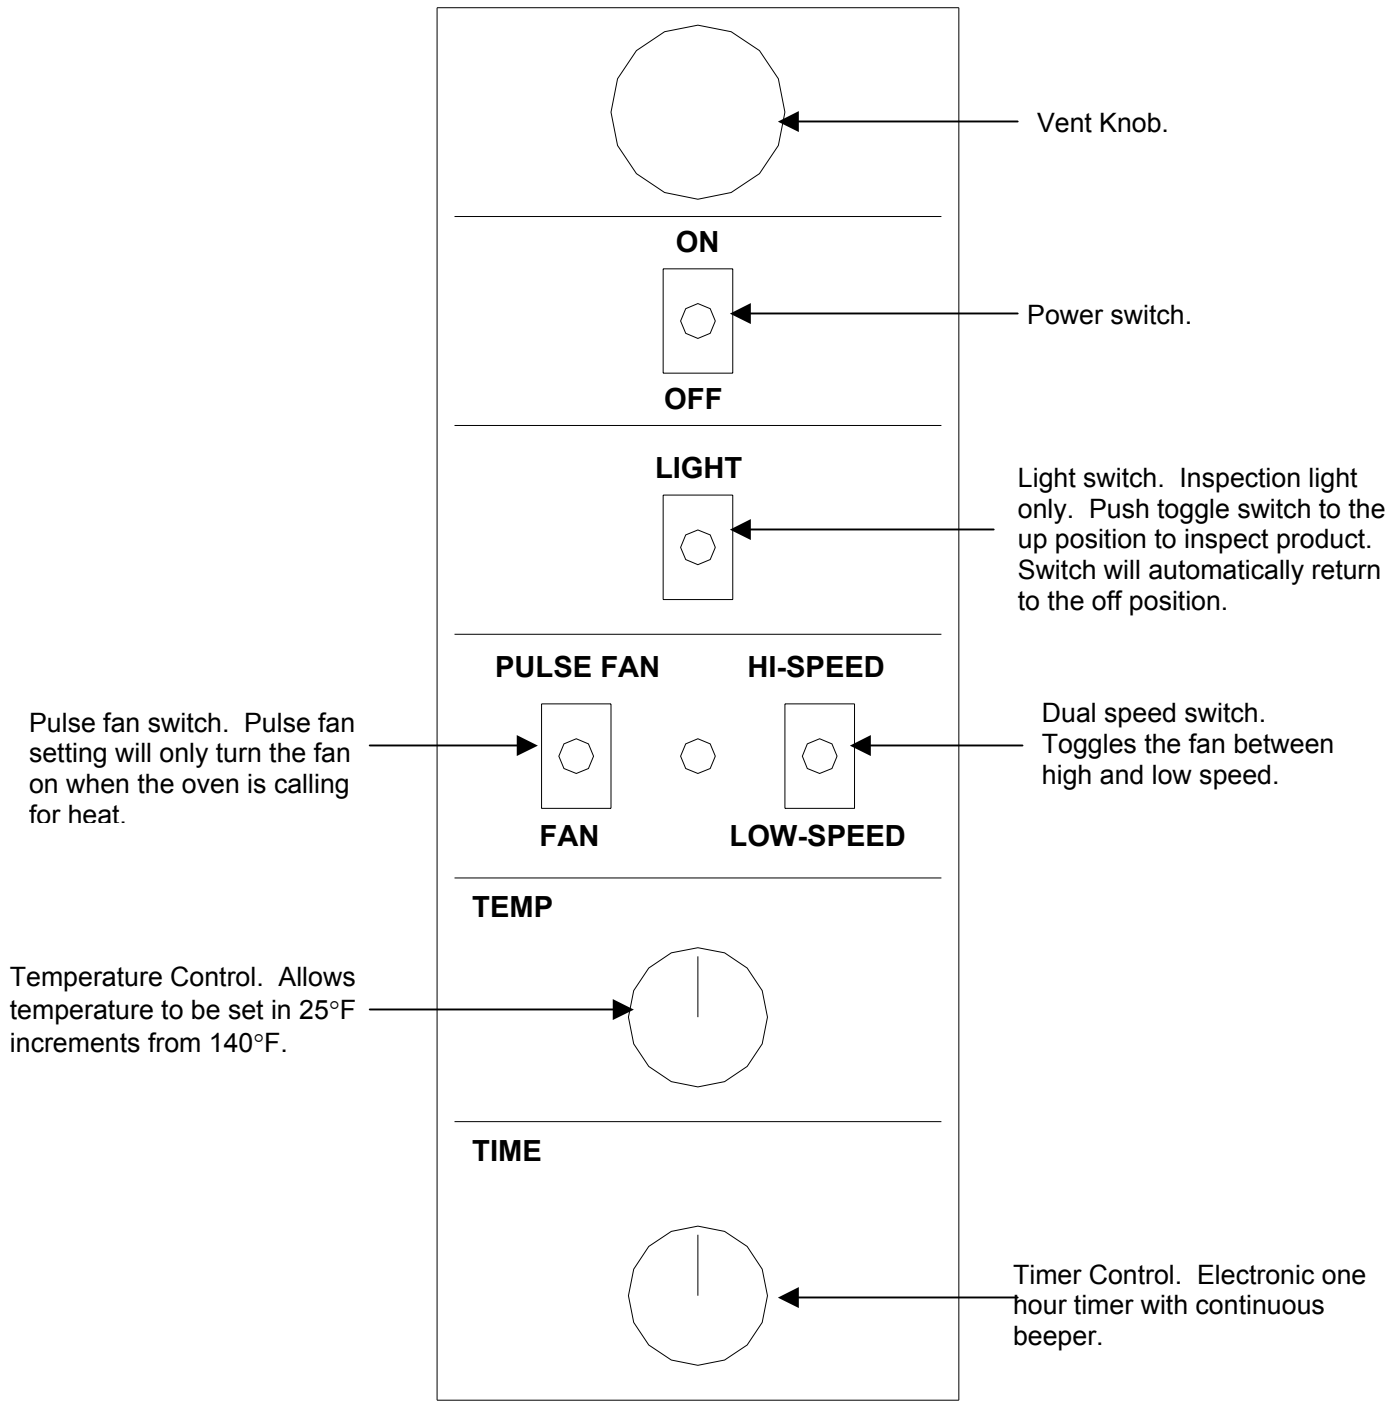 Vent Knob.
ON
Power switch.
OFF
LIGHT
Light switch.  Inspection light
only.  Push toggle switch to the
up position to inspect product.
Switch will automatically return
to the off position.
PULSE FAN
HI-SPEED
Pulse fan switch.  Pulse fan
setting will only turn the fan
on when the oven is calling
for heat.
Dual speed switch.
Toggles the fan between
high and low speed.
FAN
LOW-SPEED
TEMP
Temperature Control.  Allows
temperature to be set in 25°F
increments from 140°F.
TIME
Timer Control.  Electronic one
hour timer with continuous
beeper.